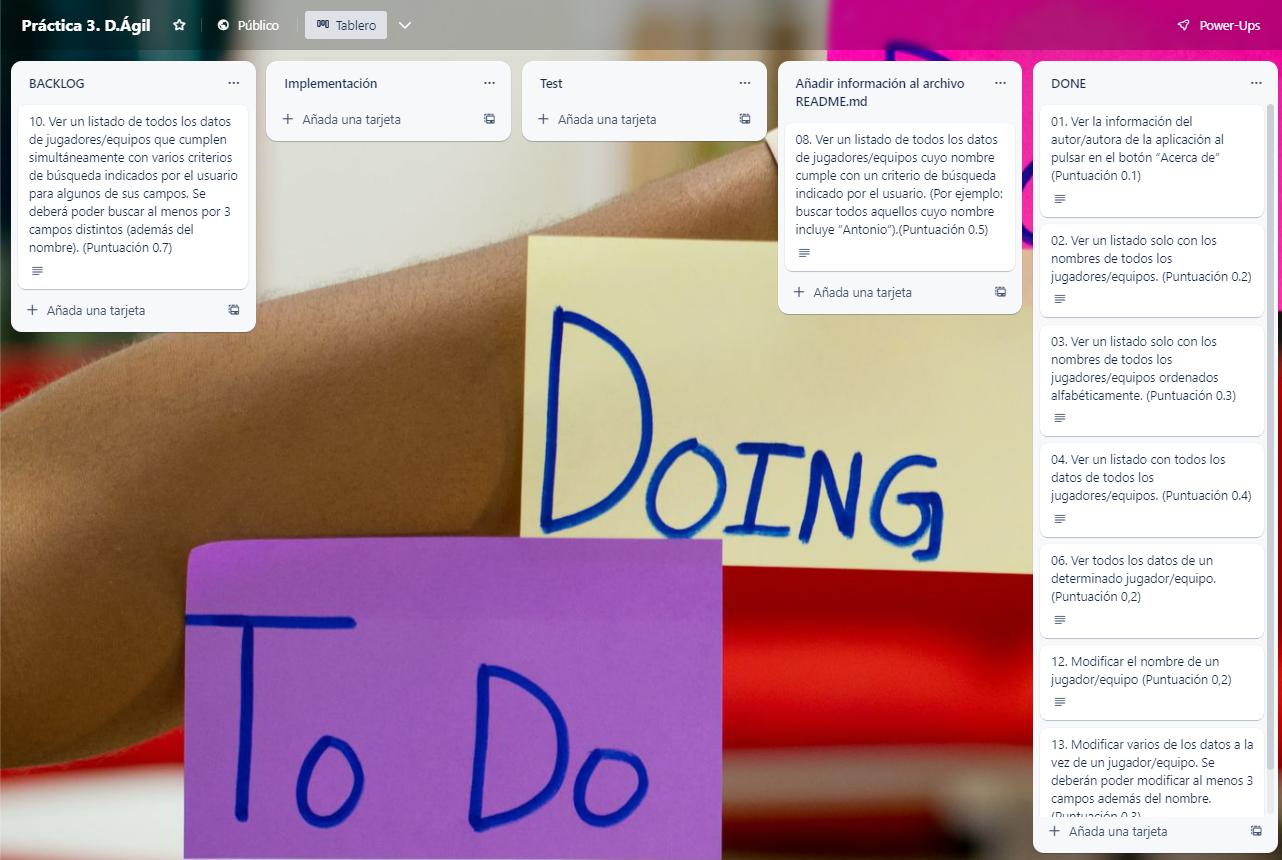 Práctica 3. D.Ágil
Público
Tablero
Power-Ups
BACKLOG
10. Ver un listado de todos los datos
de jugadores/equipos que cumplen
simultáneamente con varios criterios
de búsqueda indicados por el usuario
para algunos de sus campos. Se
deberá poder buscar al menos por 3
campos distintos (además del
nombre). (Puntuación 0.7)
Añada una tarjeta
Implementación
Añada una tarjeta
Test
Añada una tarjeta
Añadir información al archivo
README.md
08. Ver un listado de todos los datos
de jugadores/equipos cuyo nombre
cumple con un criterio de búsqueda
indicado por el usuario. (Por ejemplo:
buscar todos aquellos cuyo nombre
incluye “Antonio”).(Puntuación 0.5)
Añada una tarjeta
DONE
01. Ver la información del
autor/autora de la aplicación al
pulsar en el botón “Acerca de”
(Puntuación 0.1)
02. Ver un listado solo con los
nombres de todos los
jugadores/equipos. (Puntuación 0.2)
03. Ver un listado solo con los
nombres de todos los
jugadores/equipos ordenados
alfabéticamente. (Puntuación 0.3)
04. Ver un listado con todos los
datos de todos los
jugadores/equipos. (Puntuación 0.4)
06. Ver todos los datos de un
determinado jugador/equipo.
(Puntuación 0,2)
12. Modificar el nombre de un
jugador/equipo (Puntuación 0,2)
13. Modificar varios de los datos a la
vez de un jugador/equipo. Se
deberán poder modificar al menos 3
campos además del nombre.
(Puntuación 0.3)
Añada una tarjeta
DOING
To Do